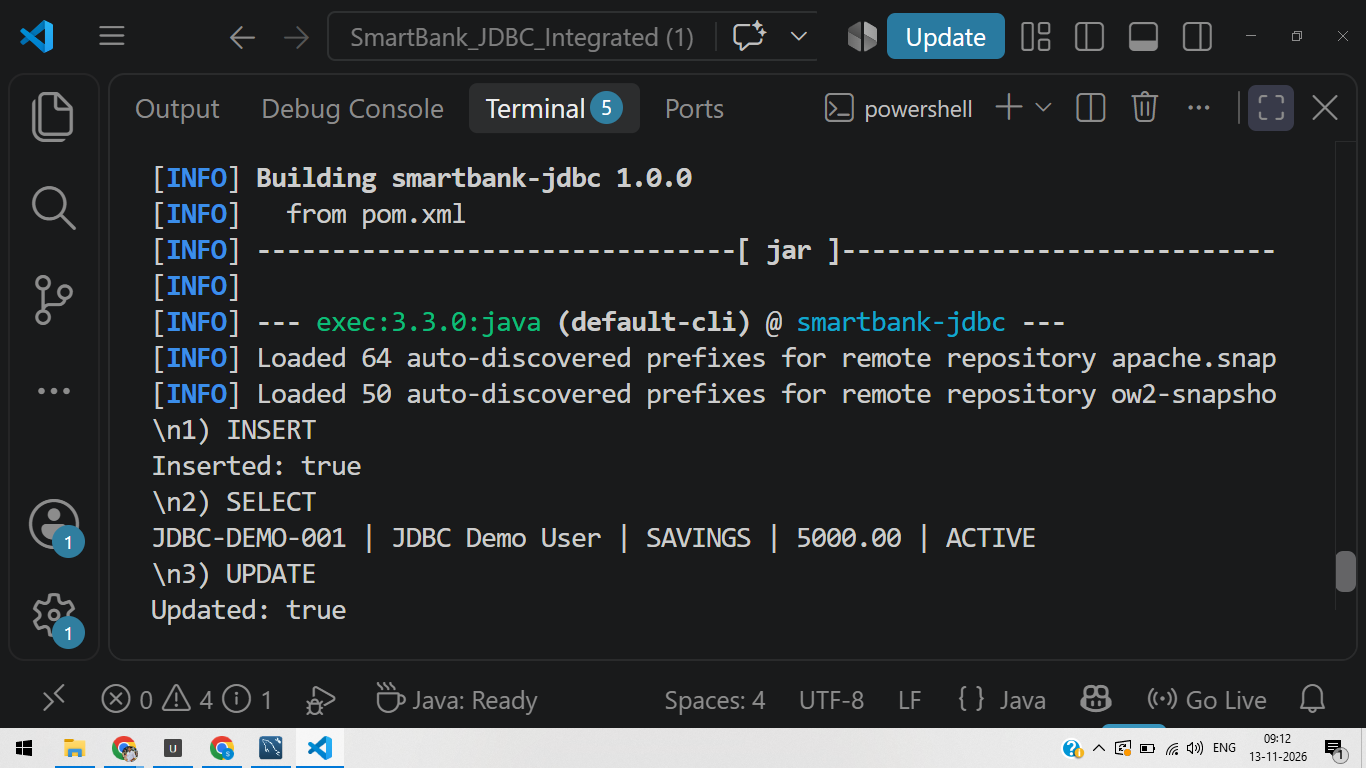 SmartBank_JDBC_Integrated (1)
Update
Output
Debug Console
Terminal
5
Ports
powershell
[INFO] Building smartbank-jdbc 1.0.0
[INFO]   from pom.xml
[INFO] --------------------------------[ jar ]-----------------------------
[INFO]
[INFO] --- exec:3.3.0:java (default-cli) @ smartbank-jdbc ---
[INFO] Loaded 64 auto-discovered prefixes for remote repository apache.snap
[INFO] Loaded 50 auto-discovered prefixes for remote repository ow2-snapsho
\n1) INSERT
Inserted: true
\n2) SELECT
JDBC-DEMO-001 | JDBC Demo User | SAVINGS | 5000.00 | ACTIVE
\n3) UPDATE
Updated: true
1
1
0
4
1
Java: Ready
Spaces: 4
UTF-8
LF
{ } Java
Go Live
U
S
ENG
09:12
13-11-2026
1